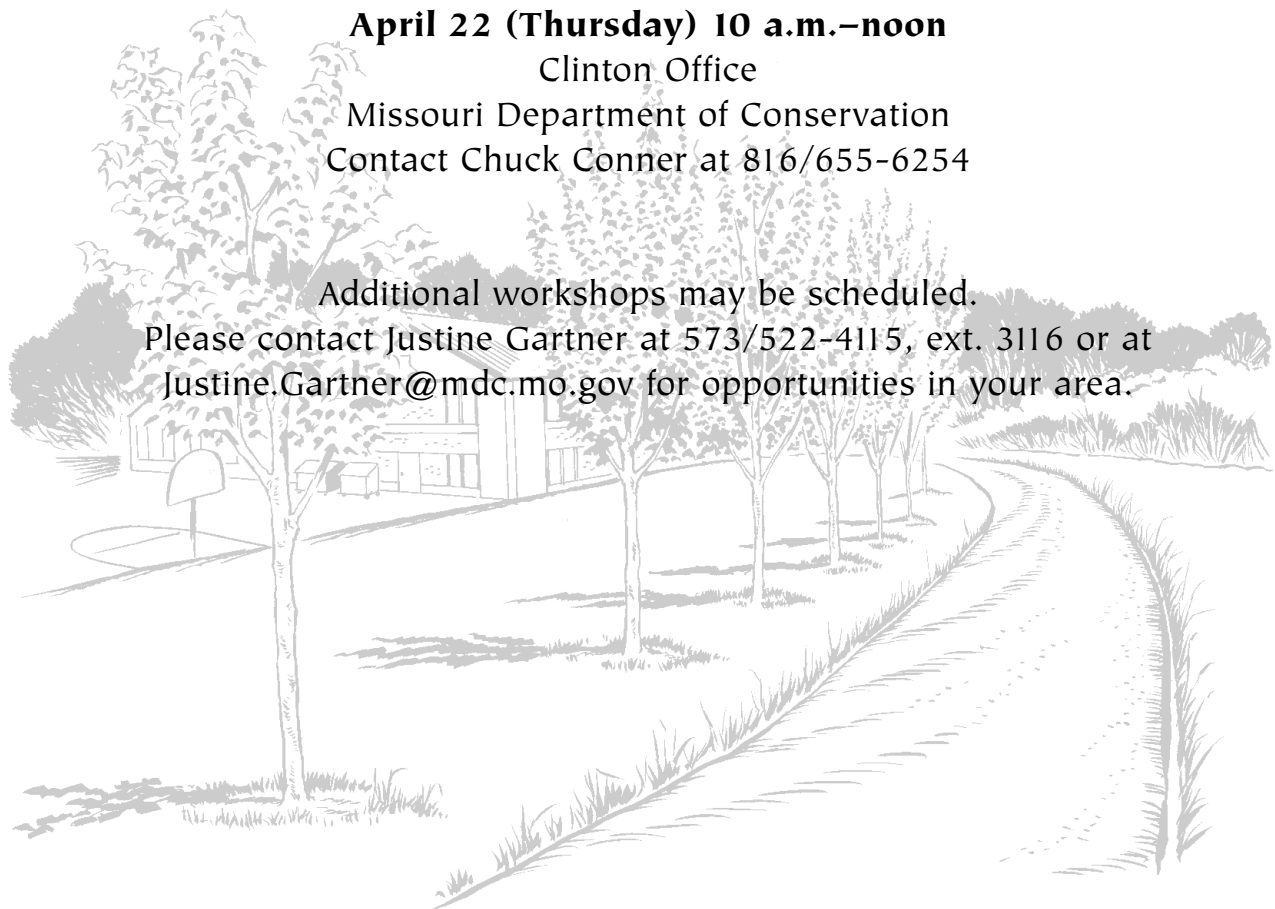 April 22 (Thursday) 10 a.m.–noon
Clinton Office
Missouri Department of Conservation
Contact Chuck Conner at 816/655-6254
Additional workshops may be scheduled.
Please contact Justine Gartner at 573/522-4115, ext. 3116 or at
Justine.Gartner@mdc.mo.gov for opportunities in your area.